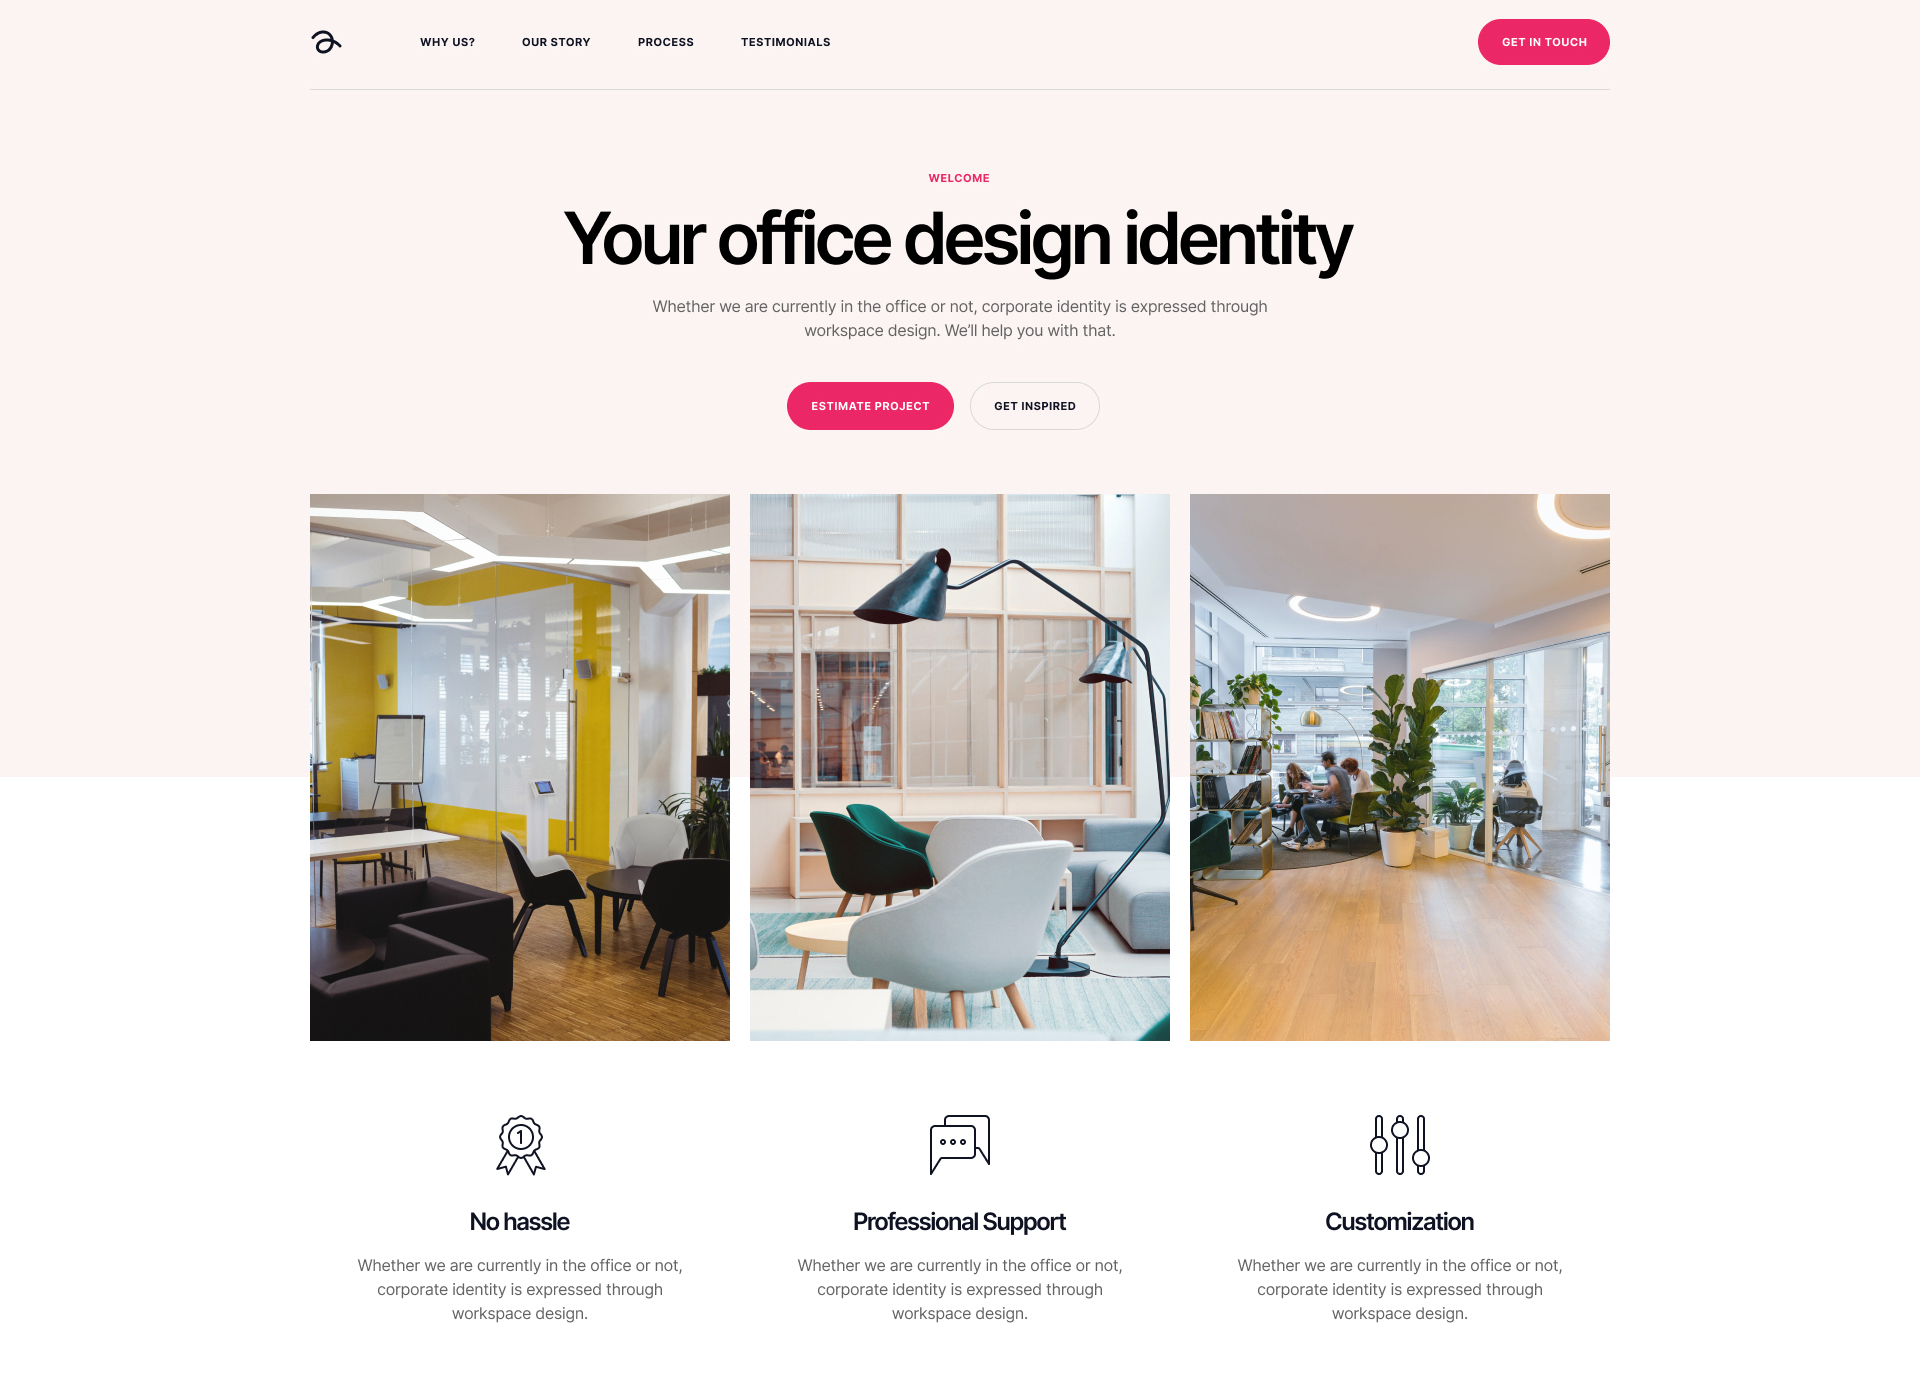 WHY US?
OUR STORY
PROCESS
TESTIMONIALS
GET IN TOUCH
WELCOME
Your office design identity
Whether we are currently in the office or not, corporate identity is expressed through
workspace design. We’ll help you with that.
ESTIMATE PROJECT
GET INSPIRED
1
No hassle
Whether we are currently in the office or not,
corporate identity is expressed through
workspace design.
Professional Support
Whether we are currently in the office or not,
corporate identity is expressed through
workspace design.
Customization
Whether we are currently in the office or not,
corporate identity is expressed through
workspace design.